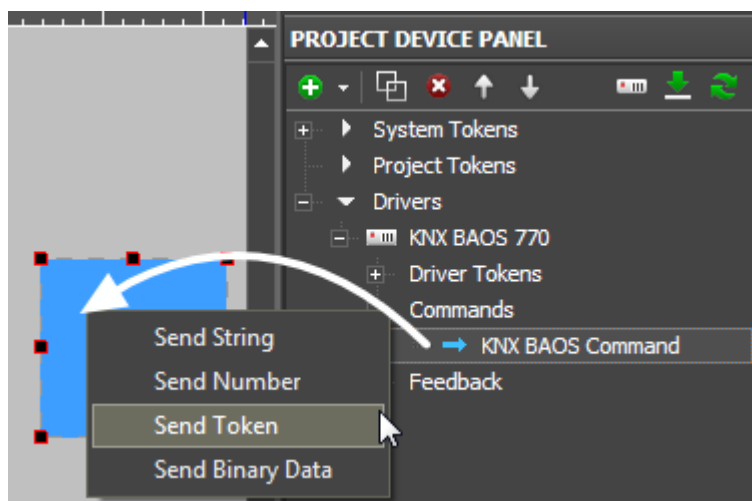 PROJECT DEVICE PANEL
System Tokens
Project Tokens
Drivers
KNX BAOS 770
Driver Tokens
Commands
KNX BAOS Command
Feedback
Send String
Send Number
Send Token
Send Binary Data